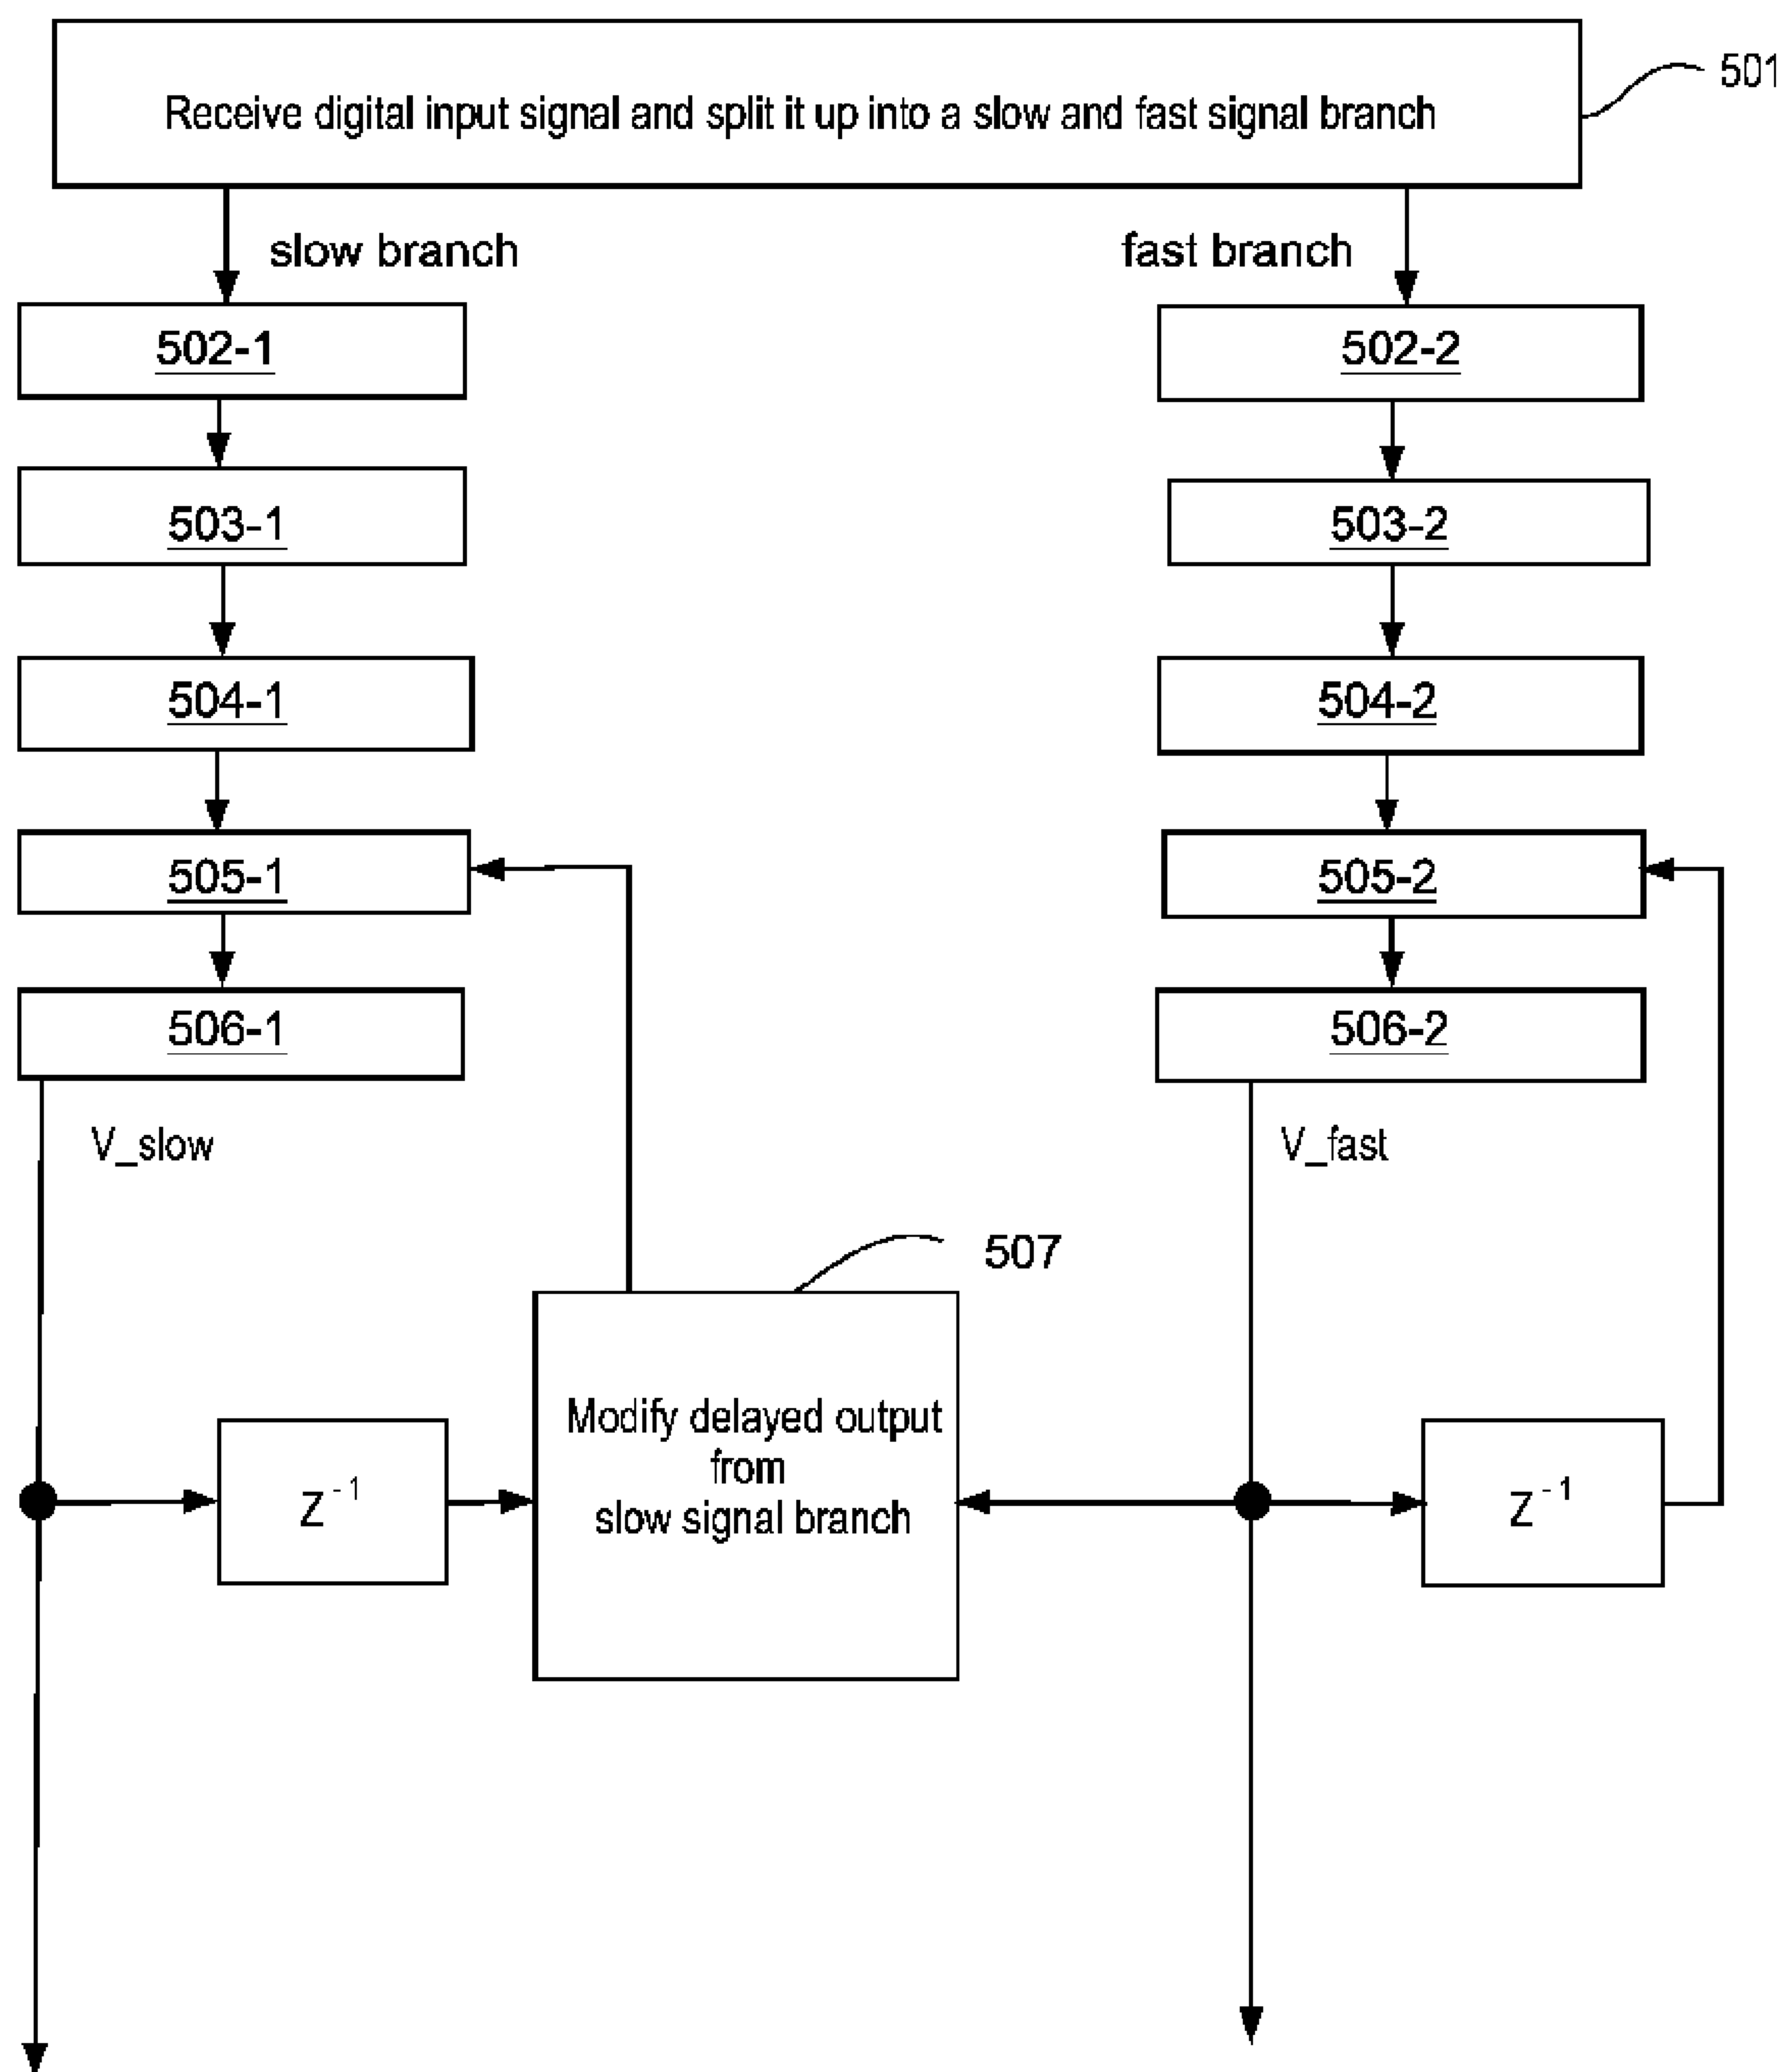 Receive digital input signal and split it up into a slow and fast signal branch
501
slow branch
fast branch
502-1
502-2
503-1
503-2
504-1
504-2
505-1
505-2
506-1
506-2
V_slow
V_fast
507
Modify delayed output
from
slow signal branch
Z⁻¹
Z⁻¹